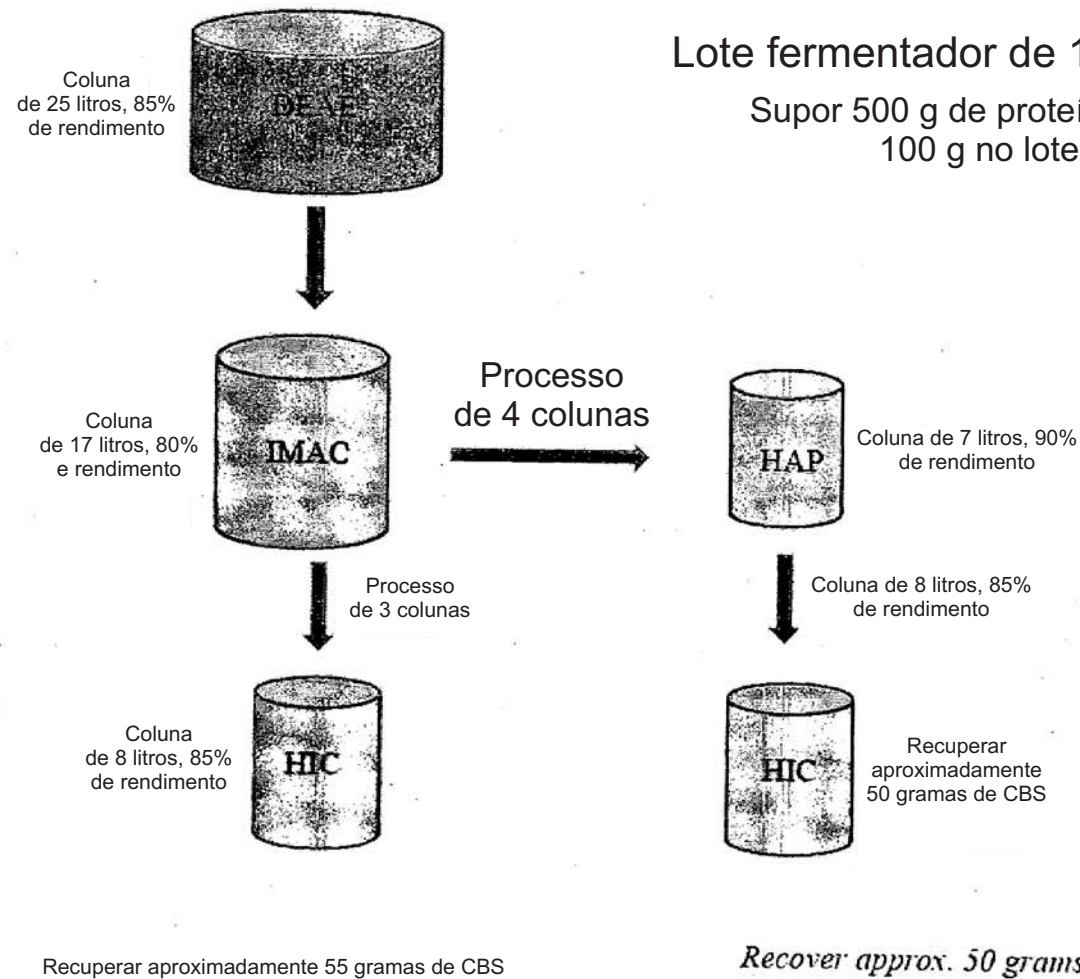 Lote fermentador de 1
Supor 500 g de proteí
100 g no lote
Coluna
de 25 litros, 85%
de rendimento
DEAE
Coluna
de 17 litros, 80%
e rendimento
IMAC
Processo
de 4 colunas
HAP
Coluna de 7 litros, 90%
de rendimento
Processo
de 3 colunas
Coluna de 8 litros, 85%
de rendimento
Coluna
de 8 litros, 85%
de rendimento
HIC
HIC
Recuperar
aproximadamente
50 gramas de CBS
Recuperar aproximadamente 55 gramas de CBS
Recover approx. 50 grams